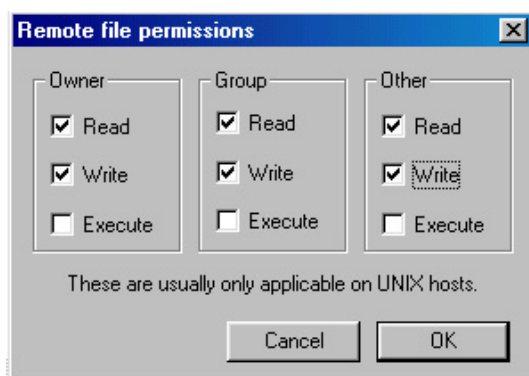 Remote file permissions
Owner
Group
Other
Read
Read
Read
Write
Write
Write
Execute
Execute
Execute
These are usually only applicable on UNIX hosts.
Cancel
OK